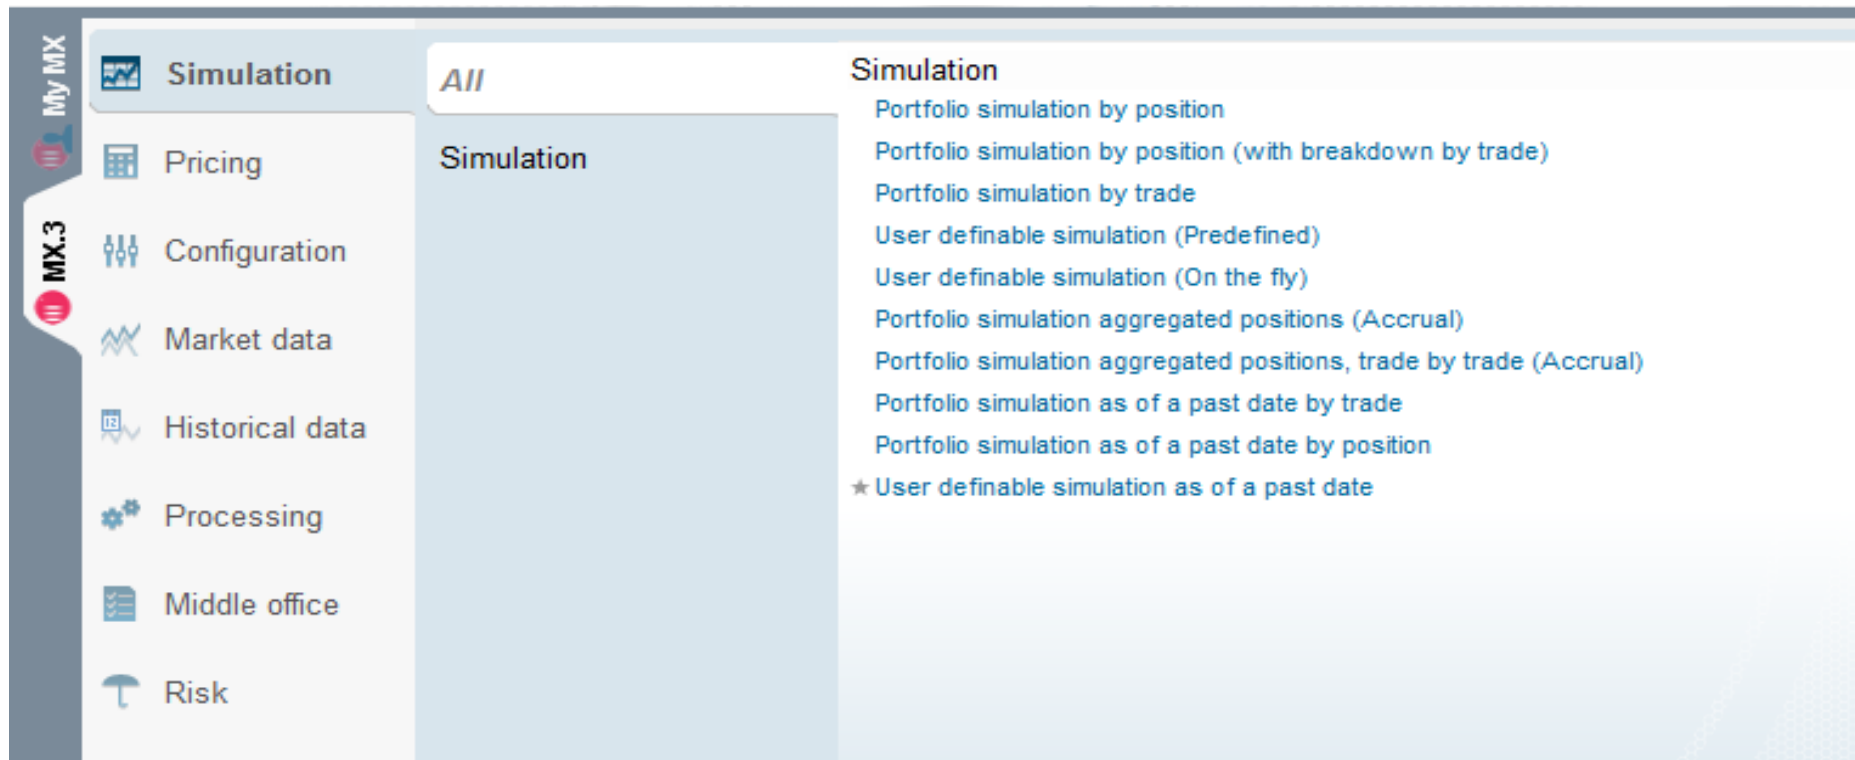 My MX
MX.3
Simulation
Pricing
Configuration
Market data
12
Historical data
Processing
Middle office
Risk
All
Simulation
Simulation
Portfolio simulation by position
Portfolio simulation by position (with breakdown by trade)
Portfolio simulation by trade
User definable simulation (Predefined)
User definable simulation (On the fly)
Portfolio simulation aggregated positions (Accrual)
Portfolio simulation aggregated positions, trade by trade (Accrual)
Portfolio simulation as of a past date by trade
Portfolio simulation as of a past date by position
User definable simulation as of a past date